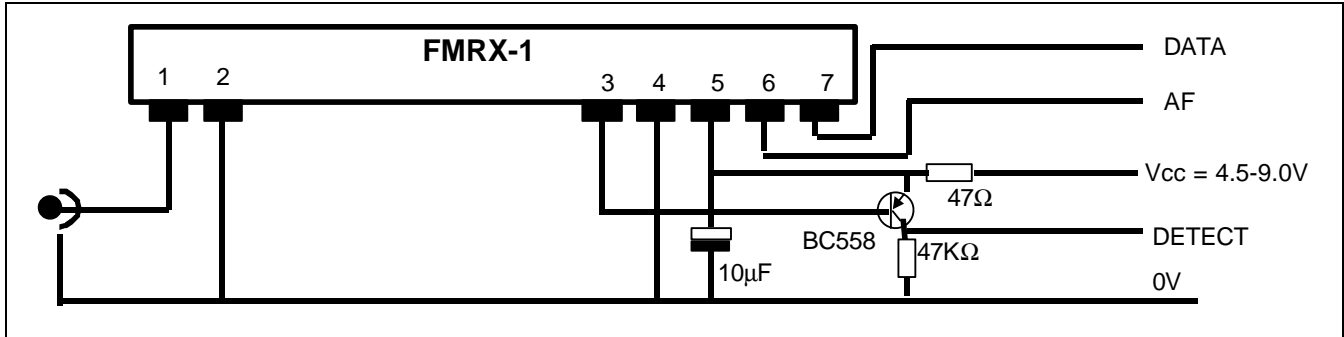 FMRX-1
1 2 3 4 5 6 7
DATA
AF
Vcc = 4.5-9.0V
47Ω
BC558
DETECT
47KΩ
10μF
0V